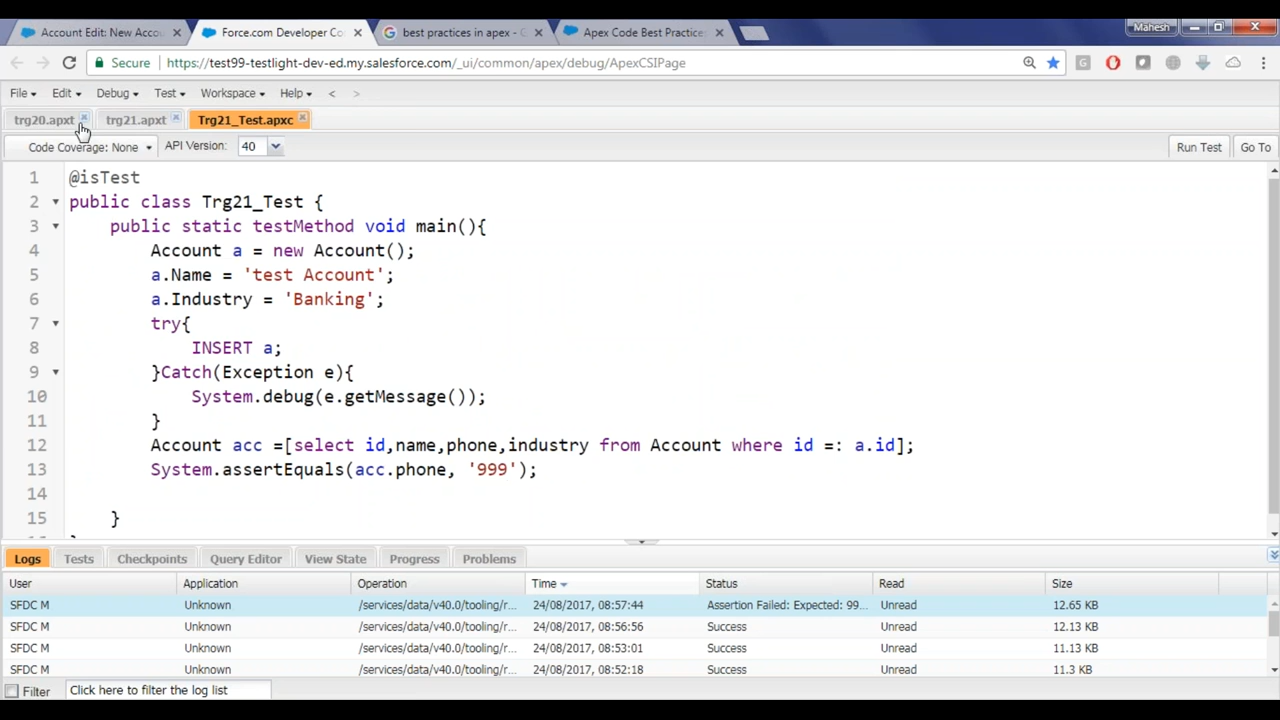 Account Edit: New Accou
Force.com Developer Co
best practices in apex - G
Apex Code Best Practice
Mahesh
Secure
https://test99-testlight-dev-ed.my.salesforce.com/_ui/common/apex/debug/ApexCSIPage
File Edit Debug Test Workspace Help < >
trg20.apxt trg21.apxt Trg21_Test.apxc
Code Coverage: None API Version: 40 Run Test Go To
1 @isTest
2 public class Trg21_Test {
3 public static testMethod void main(){
4 Account a = new Account();
5 a.Name = 'test Account';
6 a.Industry = 'Banking';
7 try{
8 INSERT a;
9 }Catch(Exception e){
10 System.debug(e.getMessage());
11 }
12 Account acc =[select id,name,phone,industry from Account where id =: a.id];
13 System.assertEquals(acc.phone, '999');
14
15 }
Logs Tests Checkpoints Query Editor View State Progress Problems
User Application Operation Time Status Read Size
SFDC M Unknown /services/data/v40.0/tooling/r... 24/08/2017, 08:57:44 Assertion Failed: Expected: 99... Unread 12.65 KB
SFDC M Unknown /services/data/v40.0/tooling/r... 24/08/2017, 08:56:56 Success Unread 12.13 KB
SFDC M Unknown /services/data/v40.0/tooling/r... 24/08/2017, 08:53:01 Success Unread 11.13 KB
SFDC M Unknown /services/data/v40.0/tooling/r... 24/08/2017, 08:52:18 Success Unread 11.3 KB
Filter Click here to filter the log list